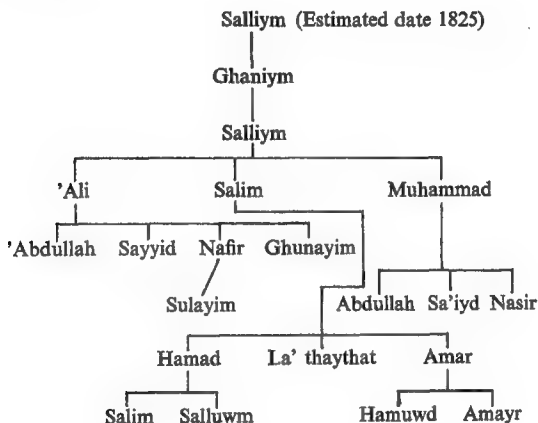 Salliym (Estimated date 1825)
Ghaniym
Salliym
'Ali Salim Muhammad
'Abdullah Sayyid Nafir Ghunayim
Abdullah Sa'iyd Nasir
Sulayim
Hamad La' thaythat Amar
Salim Salluwm Hamuwd Amayr